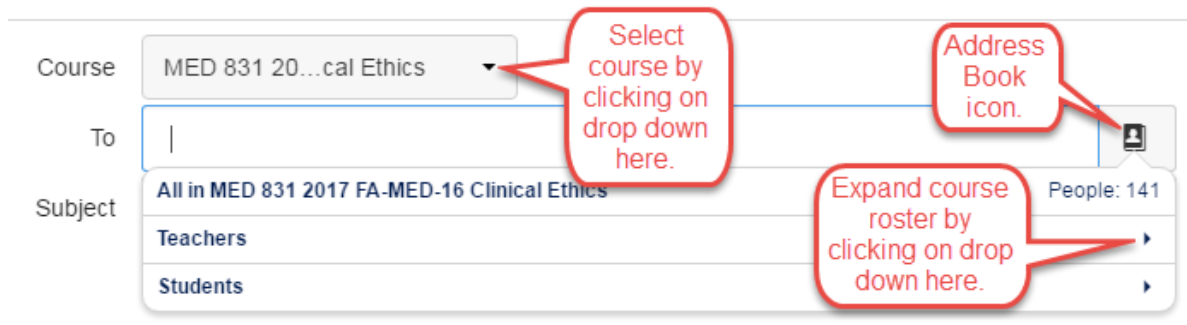 Course
MED 831 20...cal Ethics
Select
course by
clicking on
drop down
here.
Address
Book
icon.
To
Subject
All in MED 831 2017 FA-MED-16 Clinical Ethics
People: 141
Teachers
Students
Expand course
roster by
clicking on drop
down here.